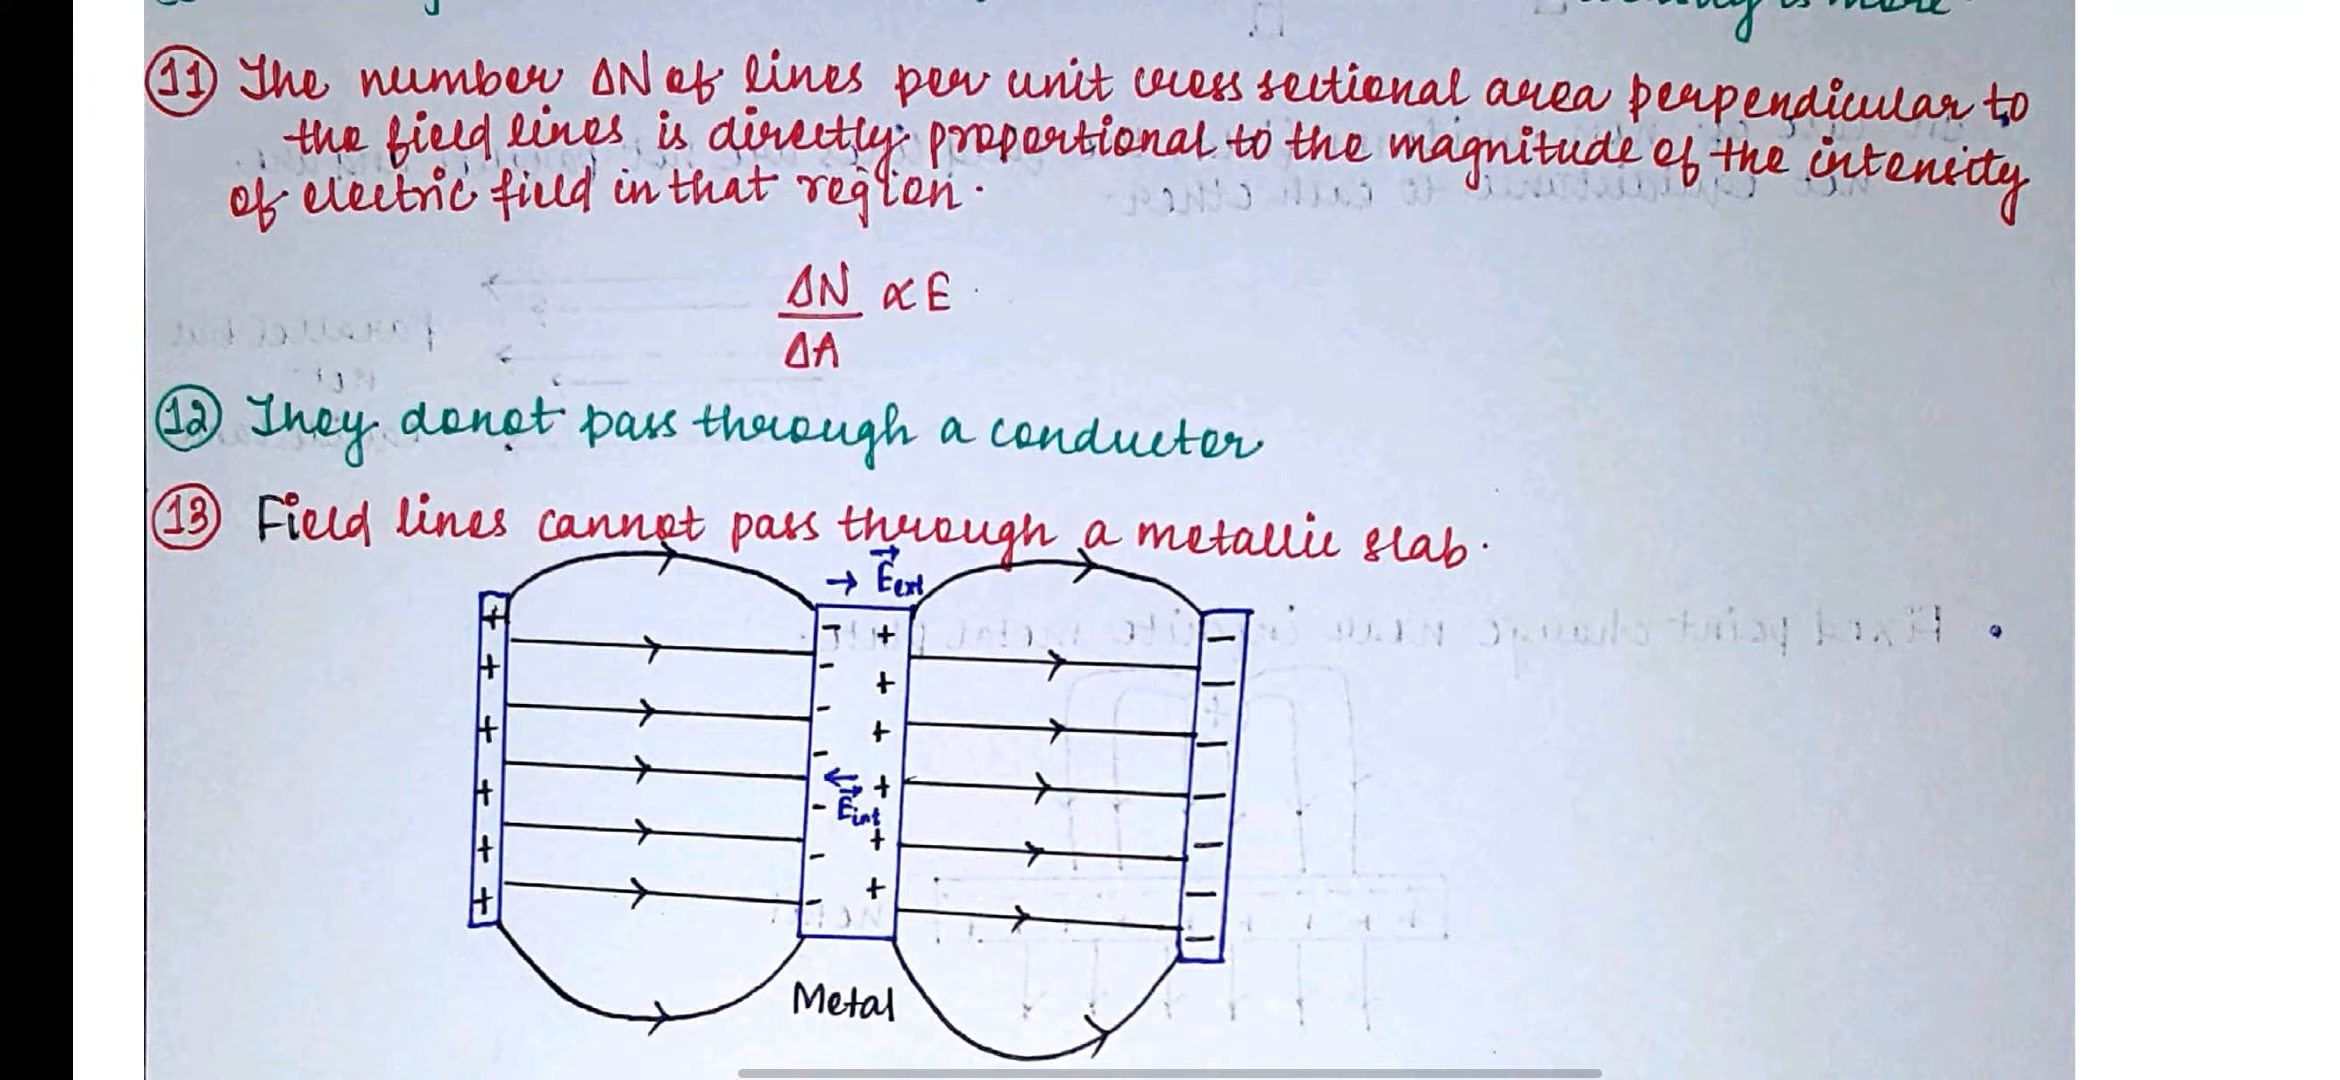 is more
(11) The number ΔN of lines per unit cross sectional area perpendicular to
the field lines, is directly proportional to the magnitude of the intensity
of electric field in that region.
ΔN/ΔA ∝ E
(12) They donot pass through a conductor
(13) Field lines cannot pass through a metallic slab.
→ E⃗ext
+ - + -
+ - + -
+ - + -
+ - ← + -
- E⃗int
+ - + -
+ - + -
Metal